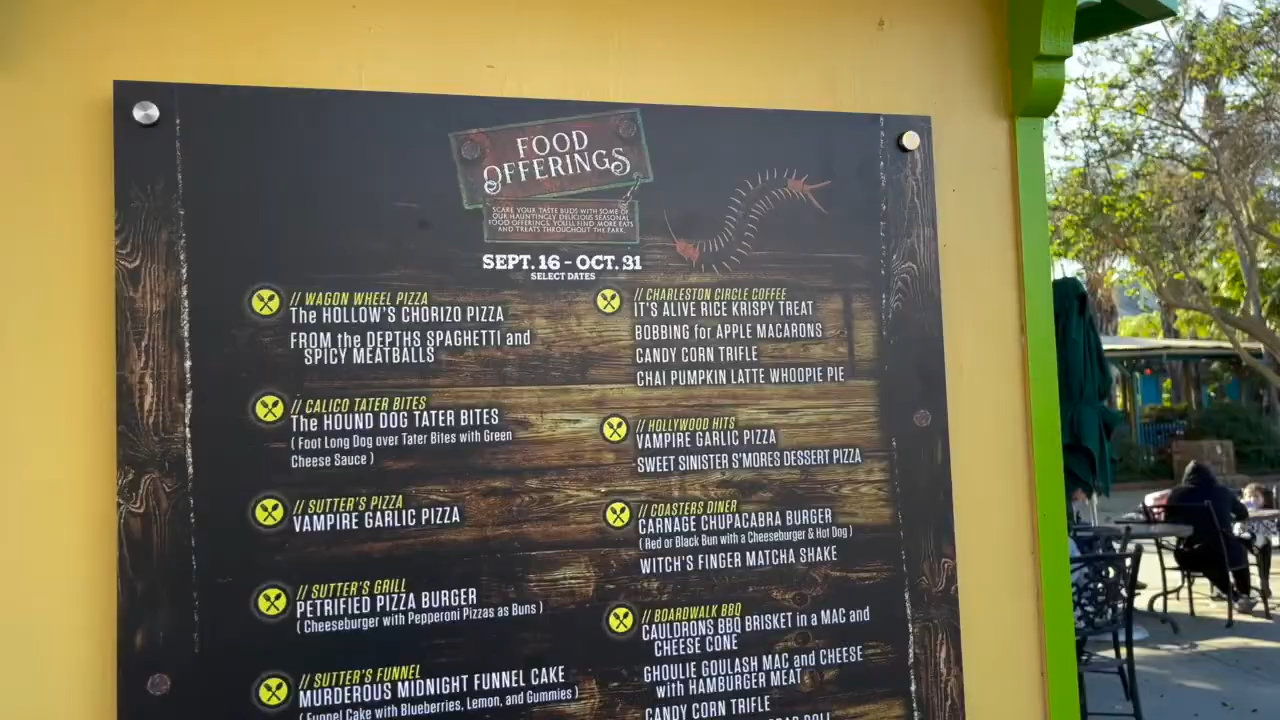 FOOD
OFFERINGS
SCARE YOUR TASTE BUDS WITH SOME OF
OUR HAUNTINGLY DELICIOUS SEASONAL
FOOD OFFERINGS. YOU'LL FIND MORE EATS
AND TREATS THROUGHOUT THE PARK.
SEPT. 16 - OCT. 31
SELECT DATES
// WAGON WHEEL PIZZA
The HOLLOW'S CHORIZO PIZZA
FROM the DEPTHS SPAGHETTI and
SPICY MEATBALLS
// CALICO TATER BITES
The HOUND DOG TATER BITES
( Foot Long Dog over Tater Bites with Green
Cheese Sauce )
// SUTTER'S PIZZA
VAMPIRE GARLIC PIZZA
// SUTTER'S GRILL
PETRIFIED PIZZA BURGER
( Cheeseburger with Pepperoni Pizzas as Buns )
// SUTTER'S FUNNEL
MURDEROUS MIDNIGHT FUNNEL CAKE
( Funnel Cake with Blueberries, Lemon, and Gummies )
// CHARLESTON CIRCLE COFFEE
IT'S ALIVE RICE KRISPY TREAT
BOBBING for APPLE MACARONS
CANDY CORN TRIFLE
CHAI PUMPKIN LATTE WHOOPIE PIE
// HOLLYWOOD HITS
VAMPIRE GARLIC PIZZA
SWEET SINISTER S'MORES DESSERT PIZZA
// COASTERS DINER
CARNAGE CHUPACABRA BURGER
( Red or Black Bun with a Cheeseburger & Hot Dog )
WITCH'S FINGER MATCHA SHAKE
// BOARDWALK BBQ
CAULDRONS BBQ BRISKET in a MAC and
CHEESE CONE
GHOULIE GOULASH MAC and CHEESE
with HAMBURGER MEAT
CANDY CORN TRIFLE